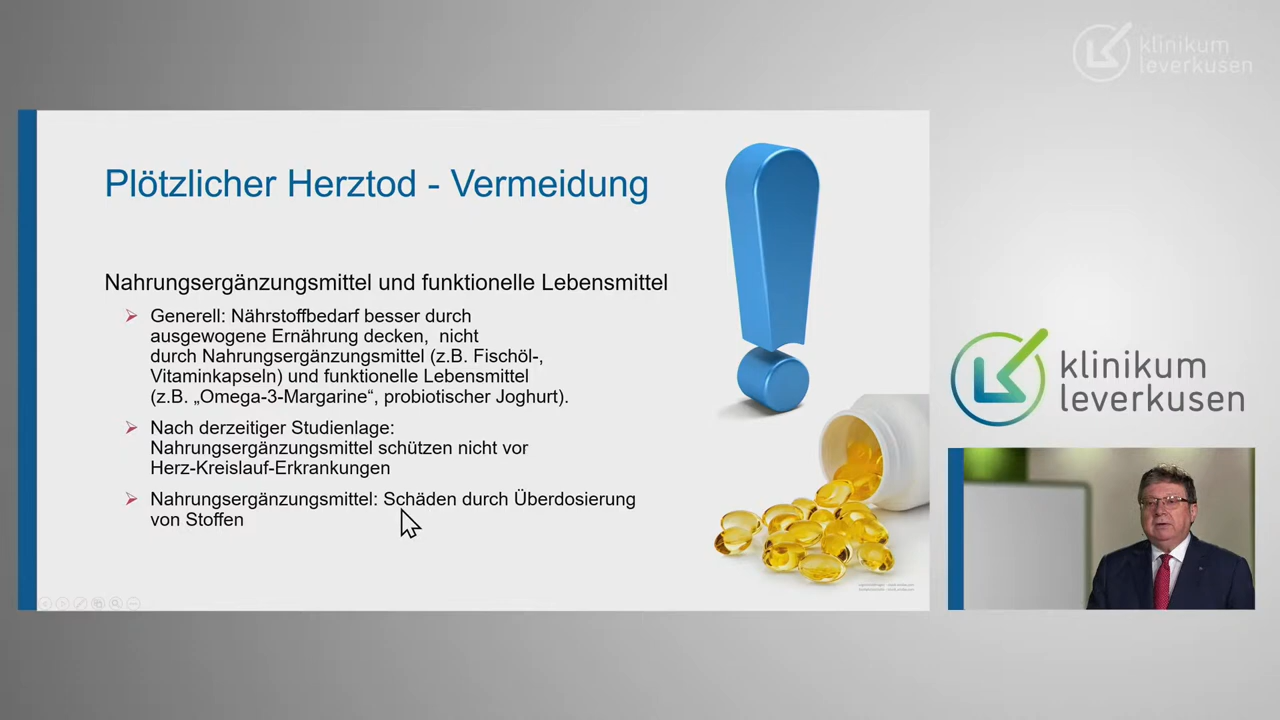 klinikum
leverkusen
Plötzlicher Herztod - Vermeidung
Nahrungsergänzungsmittel und funktionelle Lebensmittel
Generell: Nährstoffbedarf besser durch
ausgewogene Ernährung decken, nicht
durch Nahrungsergänzungsmittel (z.B. Fischöl-,
Vitaminkapseln) und funktionelle Lebensmittel
(z.B. „Omega-3-Margarine“, probiotischer Joghurt).
Nach derzeitiger Studienlage:
Nahrungsergänzungsmittel schützen nicht vor
Herz-Kreislauf-Erkrankungen
Nahrungsergänzungsmittel: Schäden durch Überdosierung
von Stoffen
klinikum
leverkusen